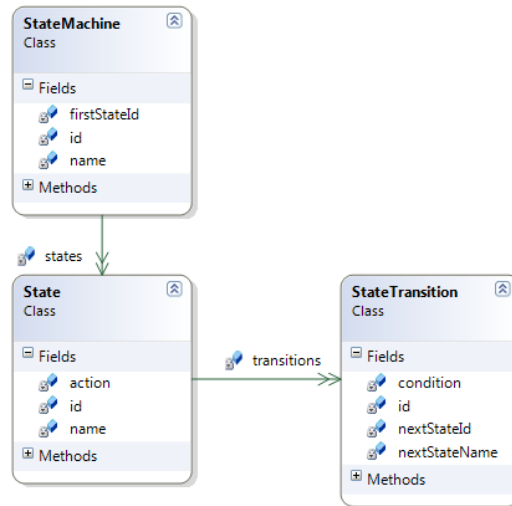 StateMachine
Class
Fields
firstStateId
id
name
Methods
states
State
Class
Fields
action
id
name
Methods
transitions
StateTransition
Class
Fields
condition
id
nextStateId
nextStateName
Methods